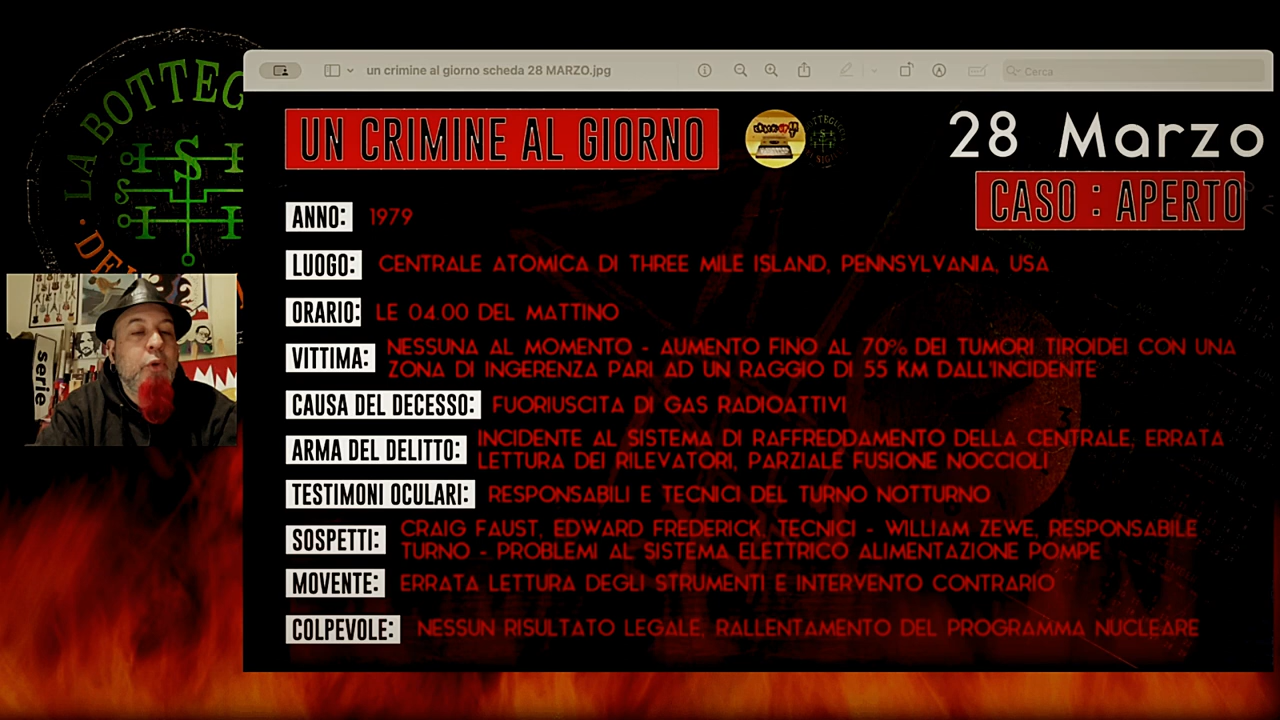 LA BOTTEG
un crimine al giorno scheda 28 MARZO.jpg
Cerca
UN CRIMINE AL GIORNO
28 Marzo
CASO : APERTO
ANNO: 1979
LUOGO: CENTRALE ATOMICA DI THREE MILE ISLAND, PENNSYLVANIA, USA
ORARIO: LE 04.00 DEL MATTINO
VITTIMA: NESSUNA AL MOMENTO - AUMENTO FINO AL 70% DEI TUMORI TIROIDEI CON UNA
ZONA DI INGERENZA PARI AD UN RAGGIO DI 55 KM DALL'INCIDENTE
CAUSA DEL DECESSO: FUORIUSCITA DI GAS RADIOATTIVI
ARMA DEL DELITTO: INCIDENTE AL SISTEMA DI RAFFREDDAMENTO DELLA CENTRALE, ERRATA
LETTURA DEI RILEVATORI, PARZIALE FUSIONE NOCCIOLI
TESTIMONI OCULARI: RESPONSABILI E TECNICI DEL TURNO NOTTURNO
SOSPETTI: CRAIG FAUST, EDWARD FREDERICK, TECNICI - WILLIAM ZEWE, RESPONSABILE
TURNO - PROBLEMI AL SISTEMA ELETTRICO ALIMENTAZIONE POMPE
MOVENTE: ERRATA LETTURA DEGLI STRUMENTI E INTERVENTO CONTRARIO
COLPEVOLE: NESSUN RISULTATO LEGALE, RALLENTAMENTO DEL PROGRAMMA NUCLEARE
serie